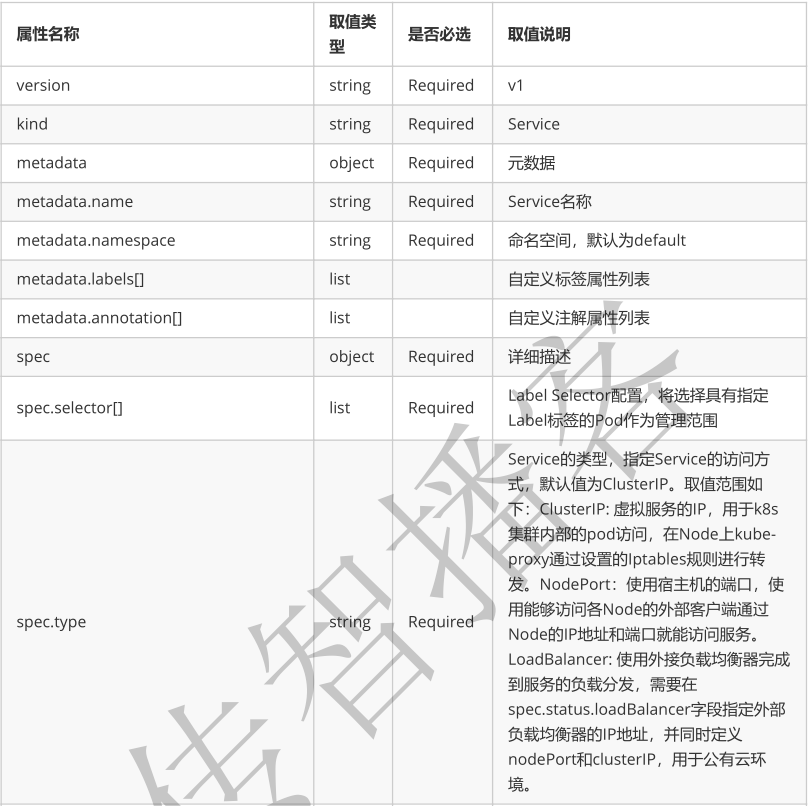 属性名称 取值类型 是否必选 取值说明
version string Required v1
kind string Required Service
metadata object Required 元数据
metadata.name string Required Service名称
metadata.namespace string Required 命名空间，默认为default
metadata.labels[] list 自定义标签属性列表
metadata.annotation[] list 自定义注解属性列表
spec object Required 详细描述
spec.selector[] list Required Label Selector配置，将选择具有指定
Label标签的Pod作为管理范围
spec.type string Required Service的类型，指定Service的访问方
式，默认值为ClusterIP。取值范围如
下：ClusterIP: 虚拟服务的IP，用于k8s
集群内部的pod访问，在Node上kube-
proxy通过设置的Iptables规则进行转
发。NodePort：使用宿主机的端口，使
用能够访问各Node的外部客户端通过
Node的IP地址和端口就能访问服务。
LoadBalancer: 使用外接负载均衡器完成
到服务的负载分发，需要在
spec.status.loadBalancer字段指定外部
负载均衡器的IP地址，并同时定义
nodePort和clusterIP，用于公有云环
境。
传智播客